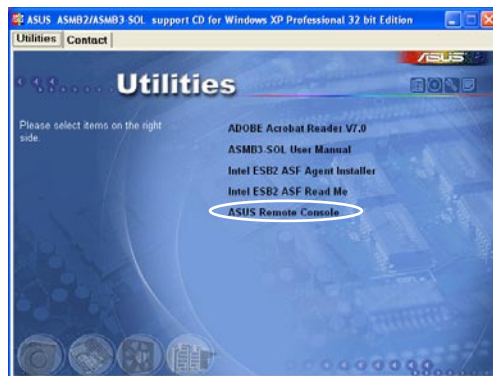 ASUS ASMB2/ASMB3-SOL support CD for Windows XP Professional 32 bit Edition
Utilities Contact
ASUS
Utilities
Please select items on the right
side.
ADOBE Acrobat Reader V7.0
ASMB3-SOL User Manual
Intel ESB2 ASF Agent Installer
Intel ESB2 ASF Read Me
ASUS Remote Console